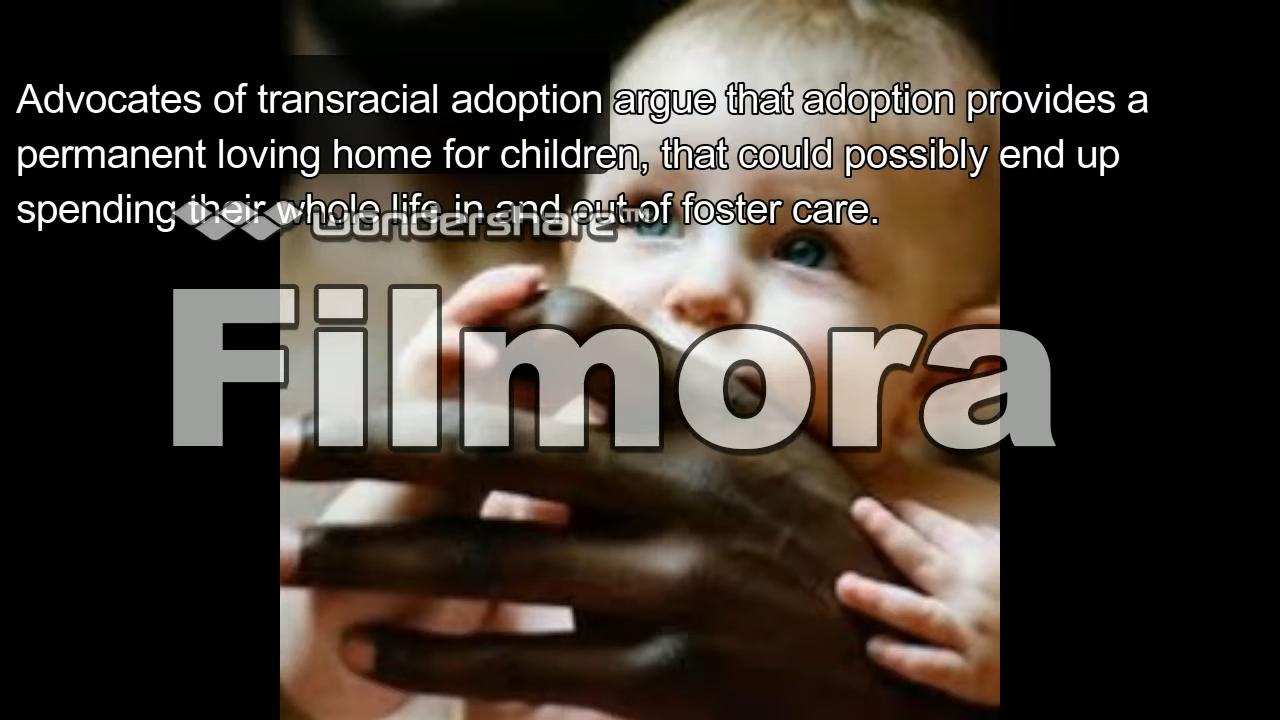 Advocates of transracial adoption argue that adoption provides a
permanent loving home for children, that could possibly end up
spending their whole life in and out of foster care.
wondershare™
Filmora